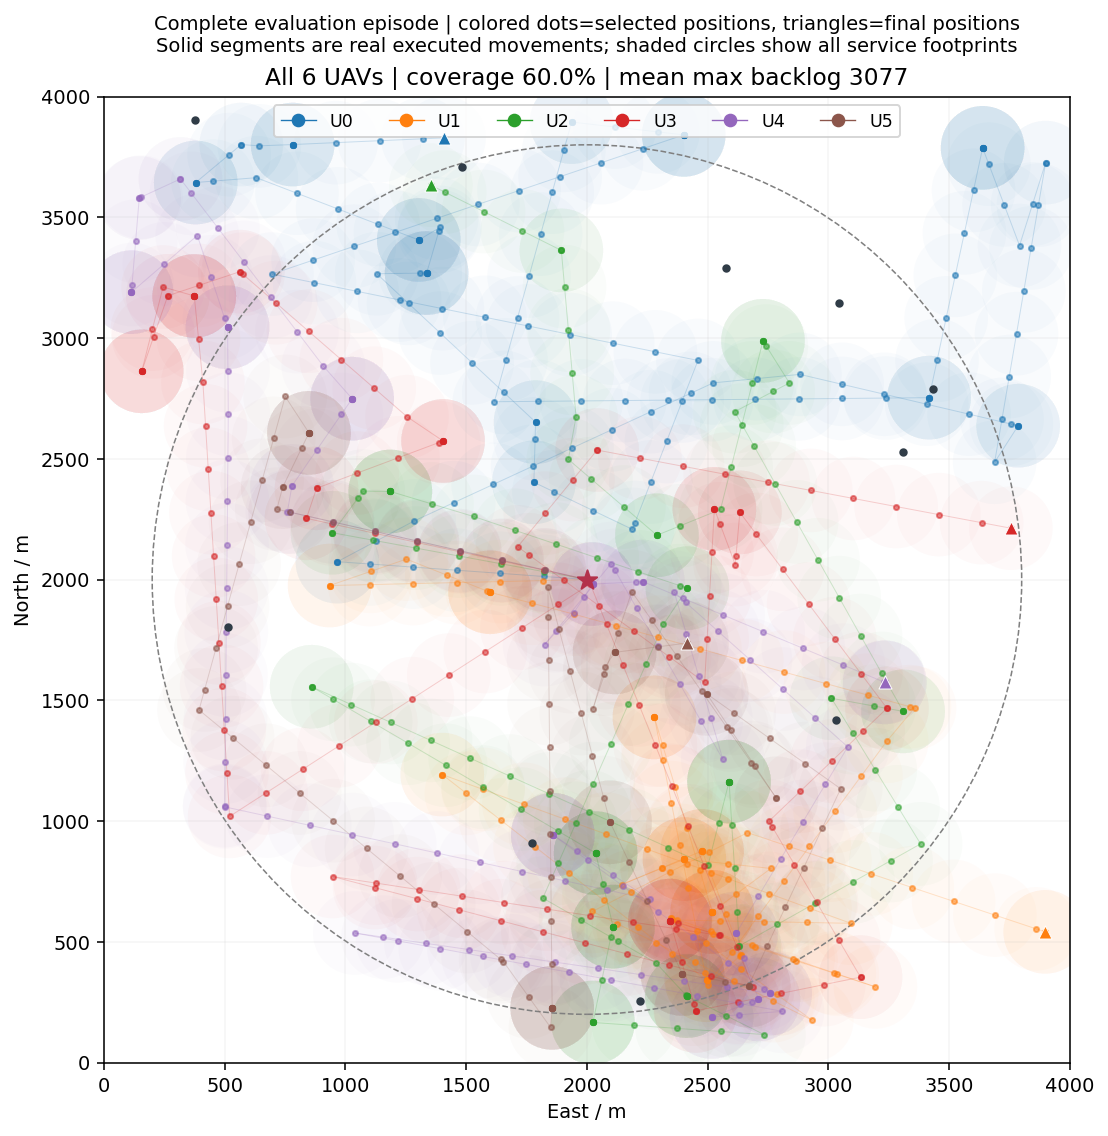 Complete evaluation episode | colored dots=selected positions, triangles=final positions
Solid segments are real executed movements; shaded circles show all service footprints
All 6 UAVs | coverage 60.0% | mean max backlog 3077
U0 U1 U2 U3 U4 U5
4000
3500
3000
2500
2000
1500
1000
500
0
North / m
0 500 1000 1500 2000 2500 3000 3500 4000
East / m